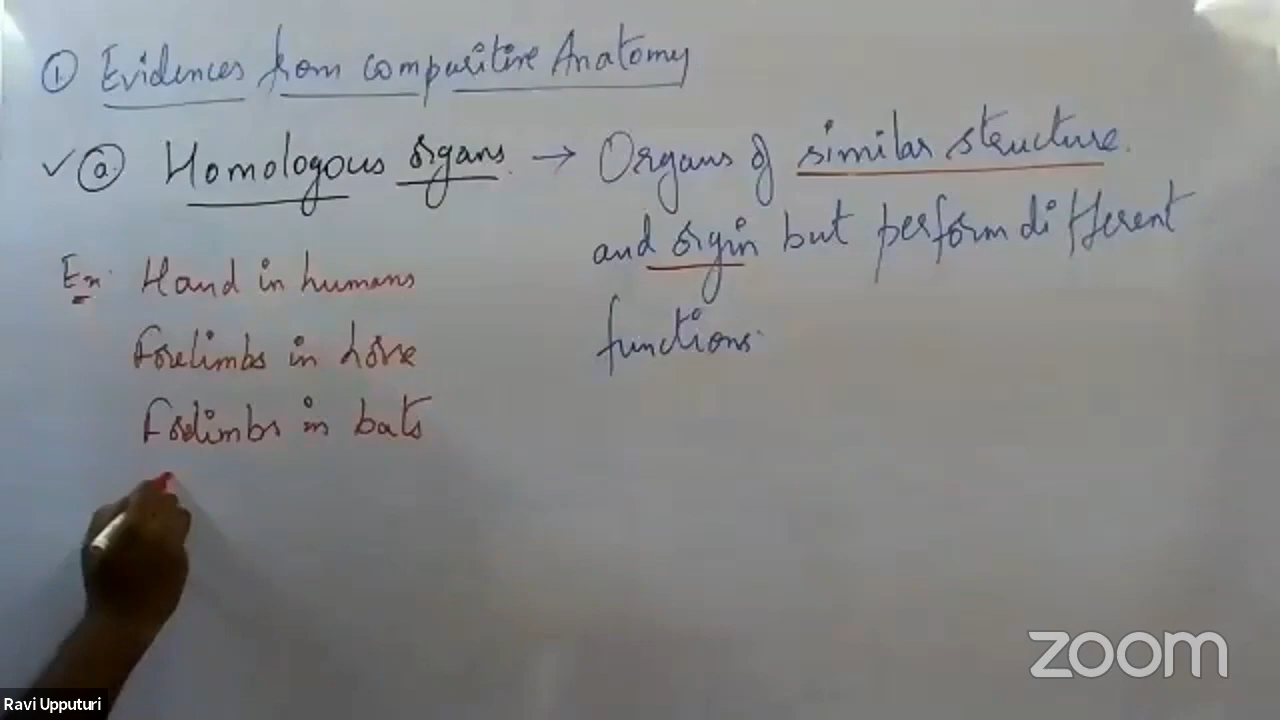 ① Evidences from comparitive Anatomy
✓ ⓐ Homologous organs. → Organs of similar structure.
and orgin but perform different
functions.
Ex: Hand in humans
Forelimbs in horse
Forelimbs in bats
zoom
Ravi Upputuri